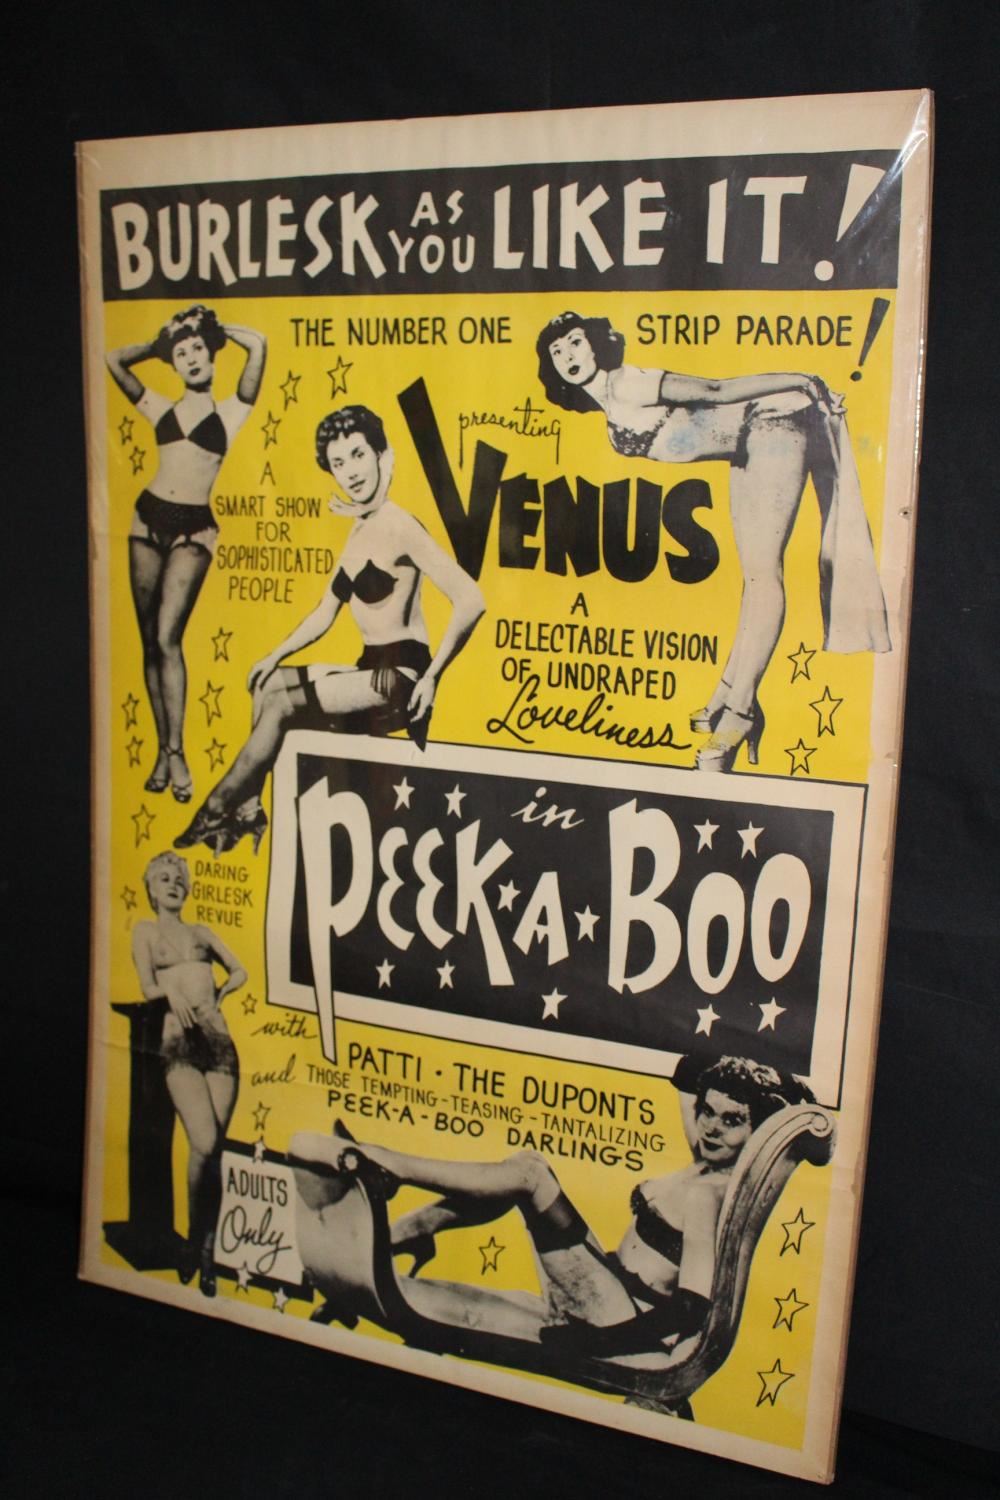 BURLESK AS YOU LIKE IT!
THE NUMBER ONE STRIP PARADE!
presenting
VENUS
A
SMART SHOW
FOR
SOPHISTICATED
PEOPLE
A
DELECTABLE VISION
OF UNDRAPED
Loveliness
in
PEEK-A-BOO
DARING
GIRLESK
REVUE
with PATTI · THE DUPONTS
and THOSE TEMPTING-TEASING-TANTALIZING
PEEK-A-BOO DARLINGS
ADULTS
Only